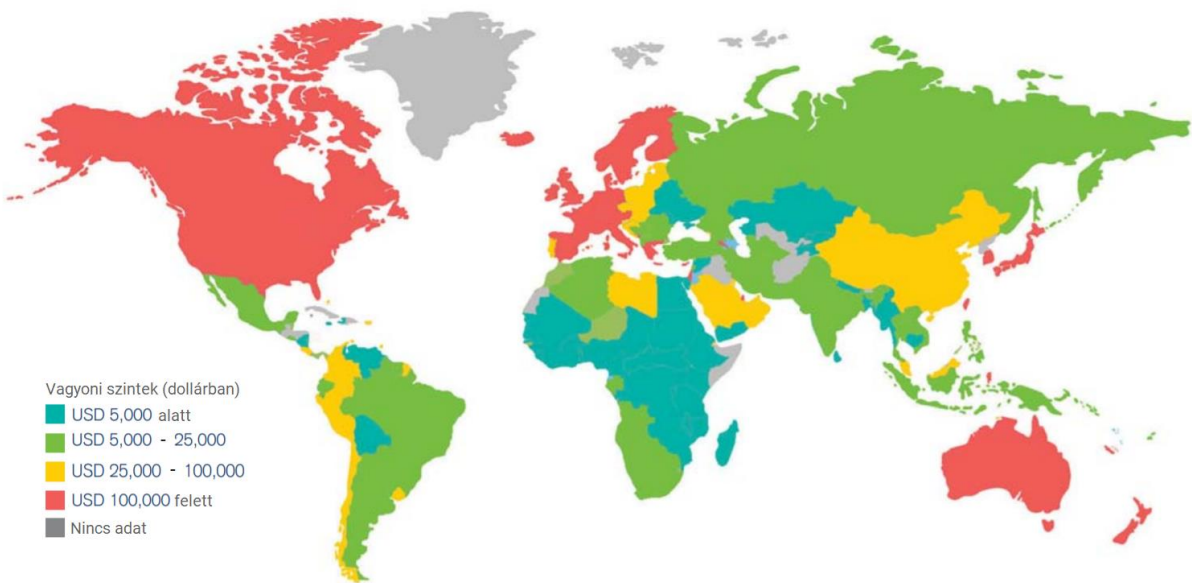 Vagyoni szintek (dollárban)
USD 5,000 alatt
USD 5,000 - 25,000
USD 25,000 - 100,000
USD 100,000 felett
Nincs adat